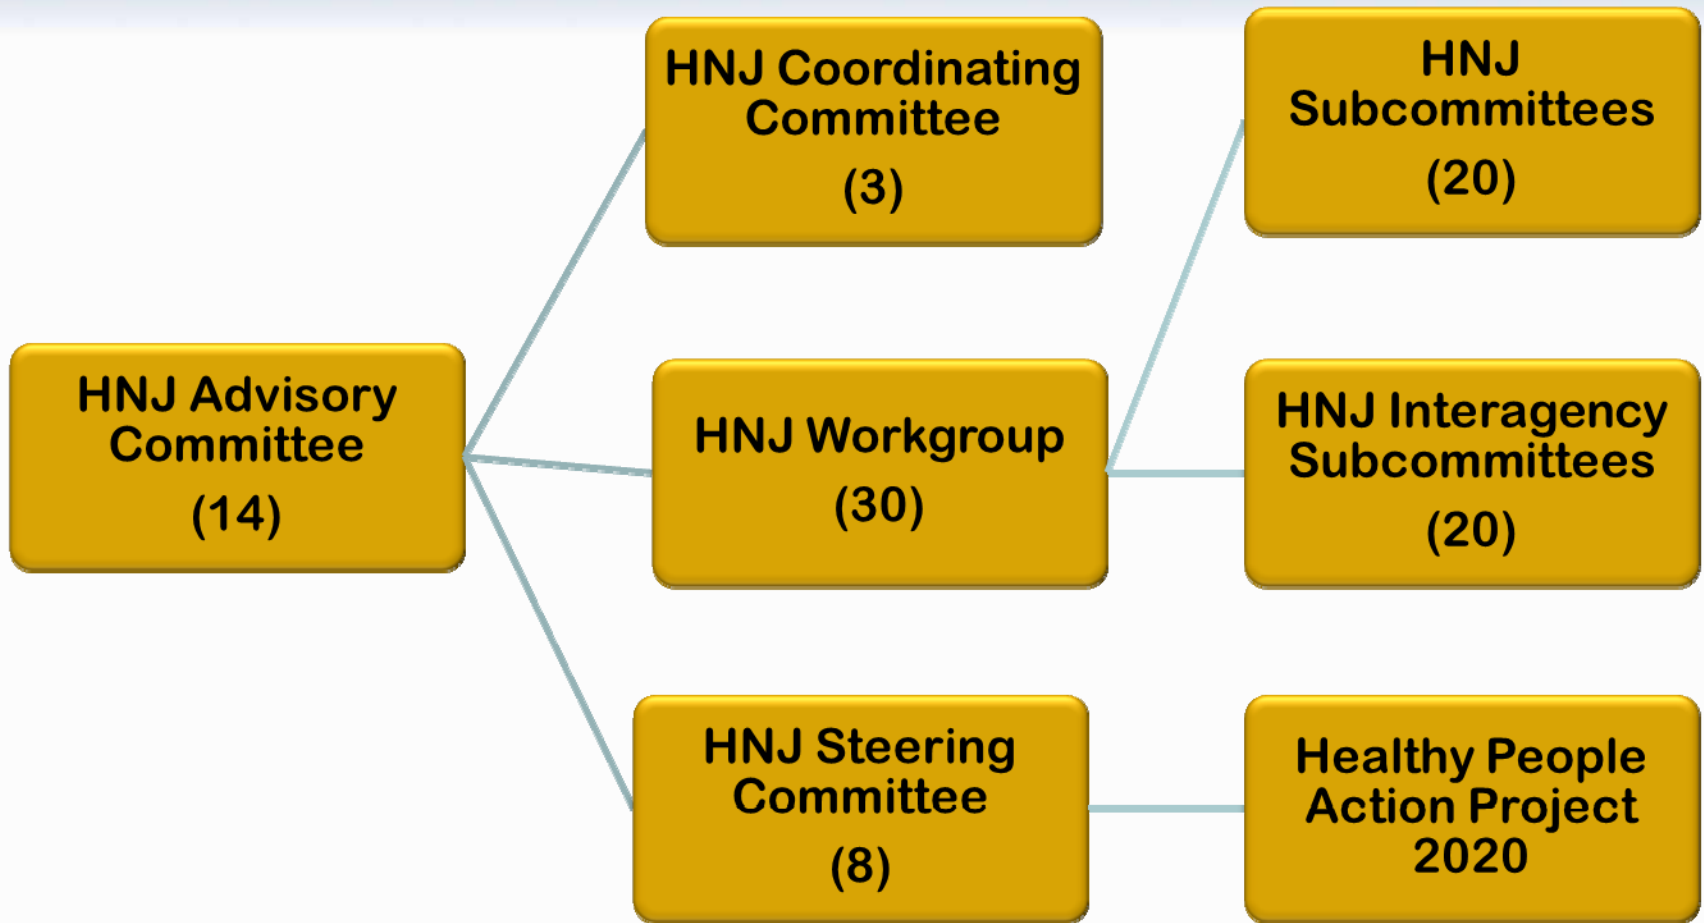 HNJ Advisory
Committee
(14)
HNJ Coordinating
Committee
(3)
HNJ Workgroup
(30)
HNJ Steering
Committee
(8)
HNJ
Subcommittees
(20)
HNJ Interagency
Subcommittees
(20)
Healthy People
Action Project
2020